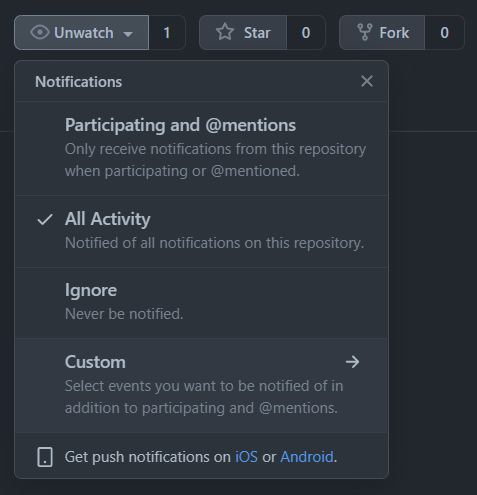 Unwatch 1 Star 0 Fork 0
Notifications
Participating and @mentions
Only receive notifications from this repository
when participating or @mentioned.
All Activity
Notified of all notifications on this repository.
Ignore
Never be notified.
Custom
Select events you want to be notified of in
addition to participating and @mentions.
Get push notifications on iOS or Android.